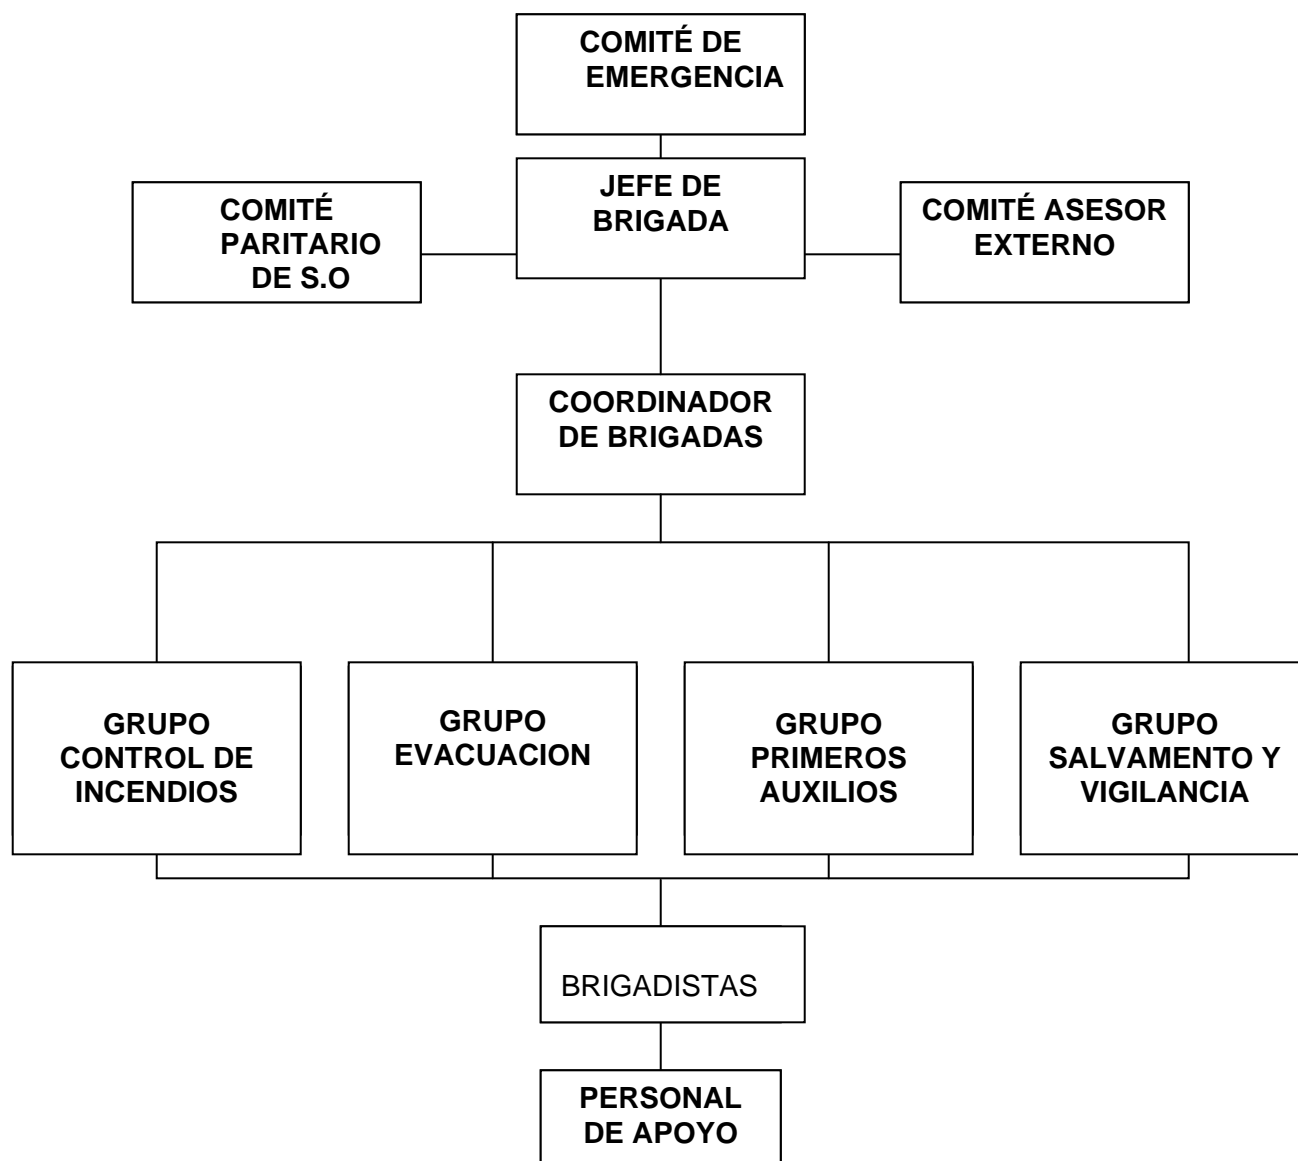 COMITÉ DE
EMERGENCIA
JEFE DE
BRIGADA
COMITÉ
PARITARIO
DE S.O
COMITÉ ASESOR
EXTERNO
COORDINADOR
DE BRIGADAS
GRUPO
CONTROL DE
INCENDIOS
GRUPO
EVACUACION
GRUPO
PRIMEROS
AUXILIOS
GRUPO
SALVAMENTO Y
VIGILANCIA
BRIGADISTAS
PERSONAL
DE APOYO